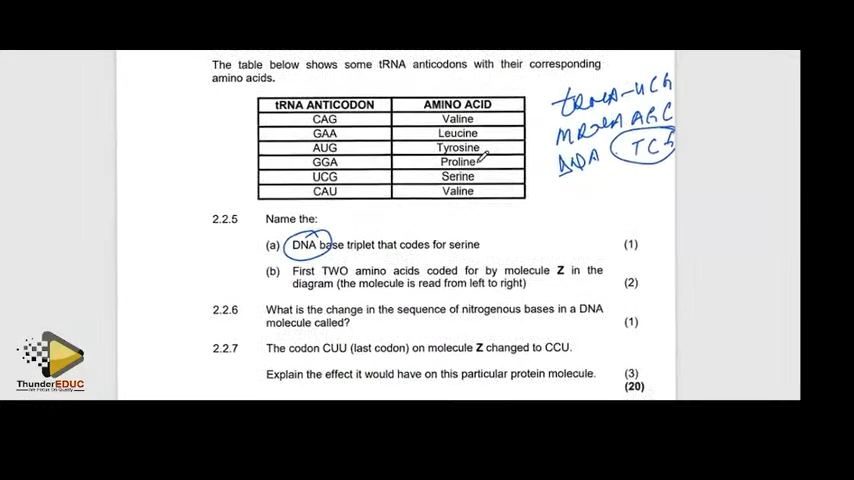 The table below shows some tRNA anticodons with their corresponding
amino acids.
tRNA ANTICODON AMINO ACID
CAG Valine
GAA Leucine
AUG Tyrosine
GGA Proline
UCG Serine
CAU Valine
tRNA-UCG
MRNA AGC
DNA TCG
2.2.5 Name the:
(a) DNA base triplet that codes for serine (1)
(b) First TWO amino acids coded for by molecule Z in the
diagram (the molecule is read from left to right) (2)
2.2.6 What is the change in the sequence of nitrogenous bases in a DNA
molecule called? (1)
2.2.7 The codon CUU (last codon) on molecule Z changed to CCU.
Explain the effect it would have on this particular protein molecule. (3)
(20)
ThunderEDUC